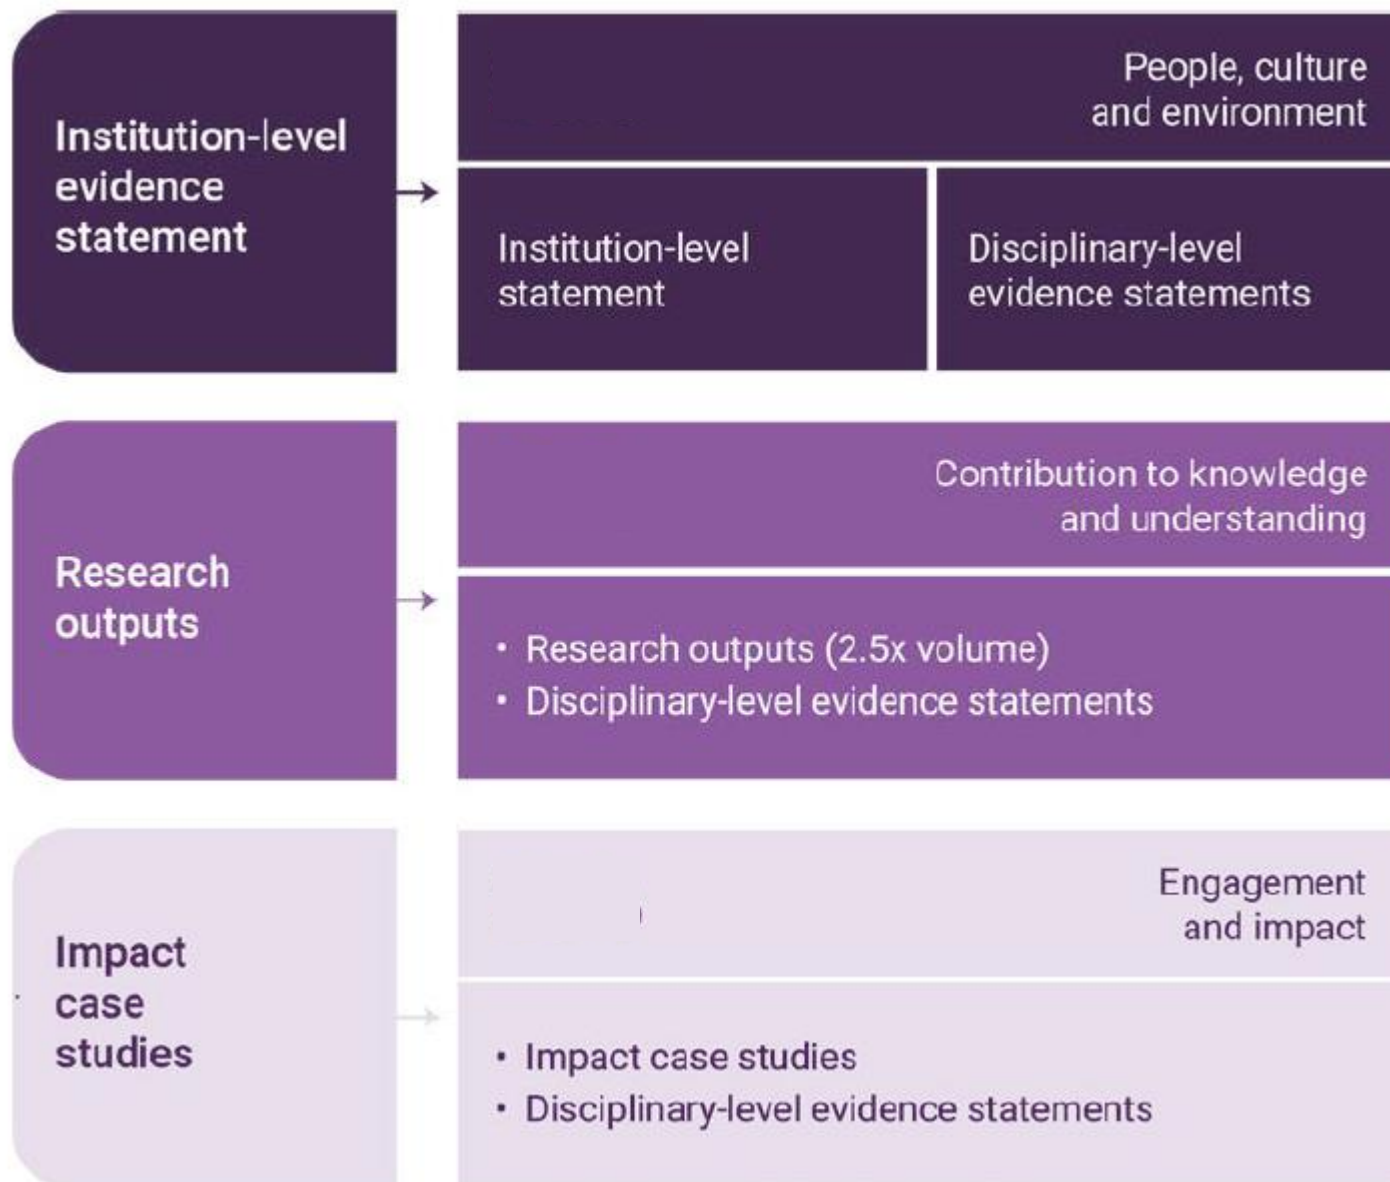 Institution-level
evidence
statement
People, culture
and environment
Institution-level
statement
Disciplinary-level
evidence statements
Research
outputs
Contribution to knowledge
and understanding
• Research outputs (2.5x volume)
• Disciplinary-level evidence statements
Impact
case
studies
Engagement
and impact
• Impact case studies
• Disciplinary-level evidence statements